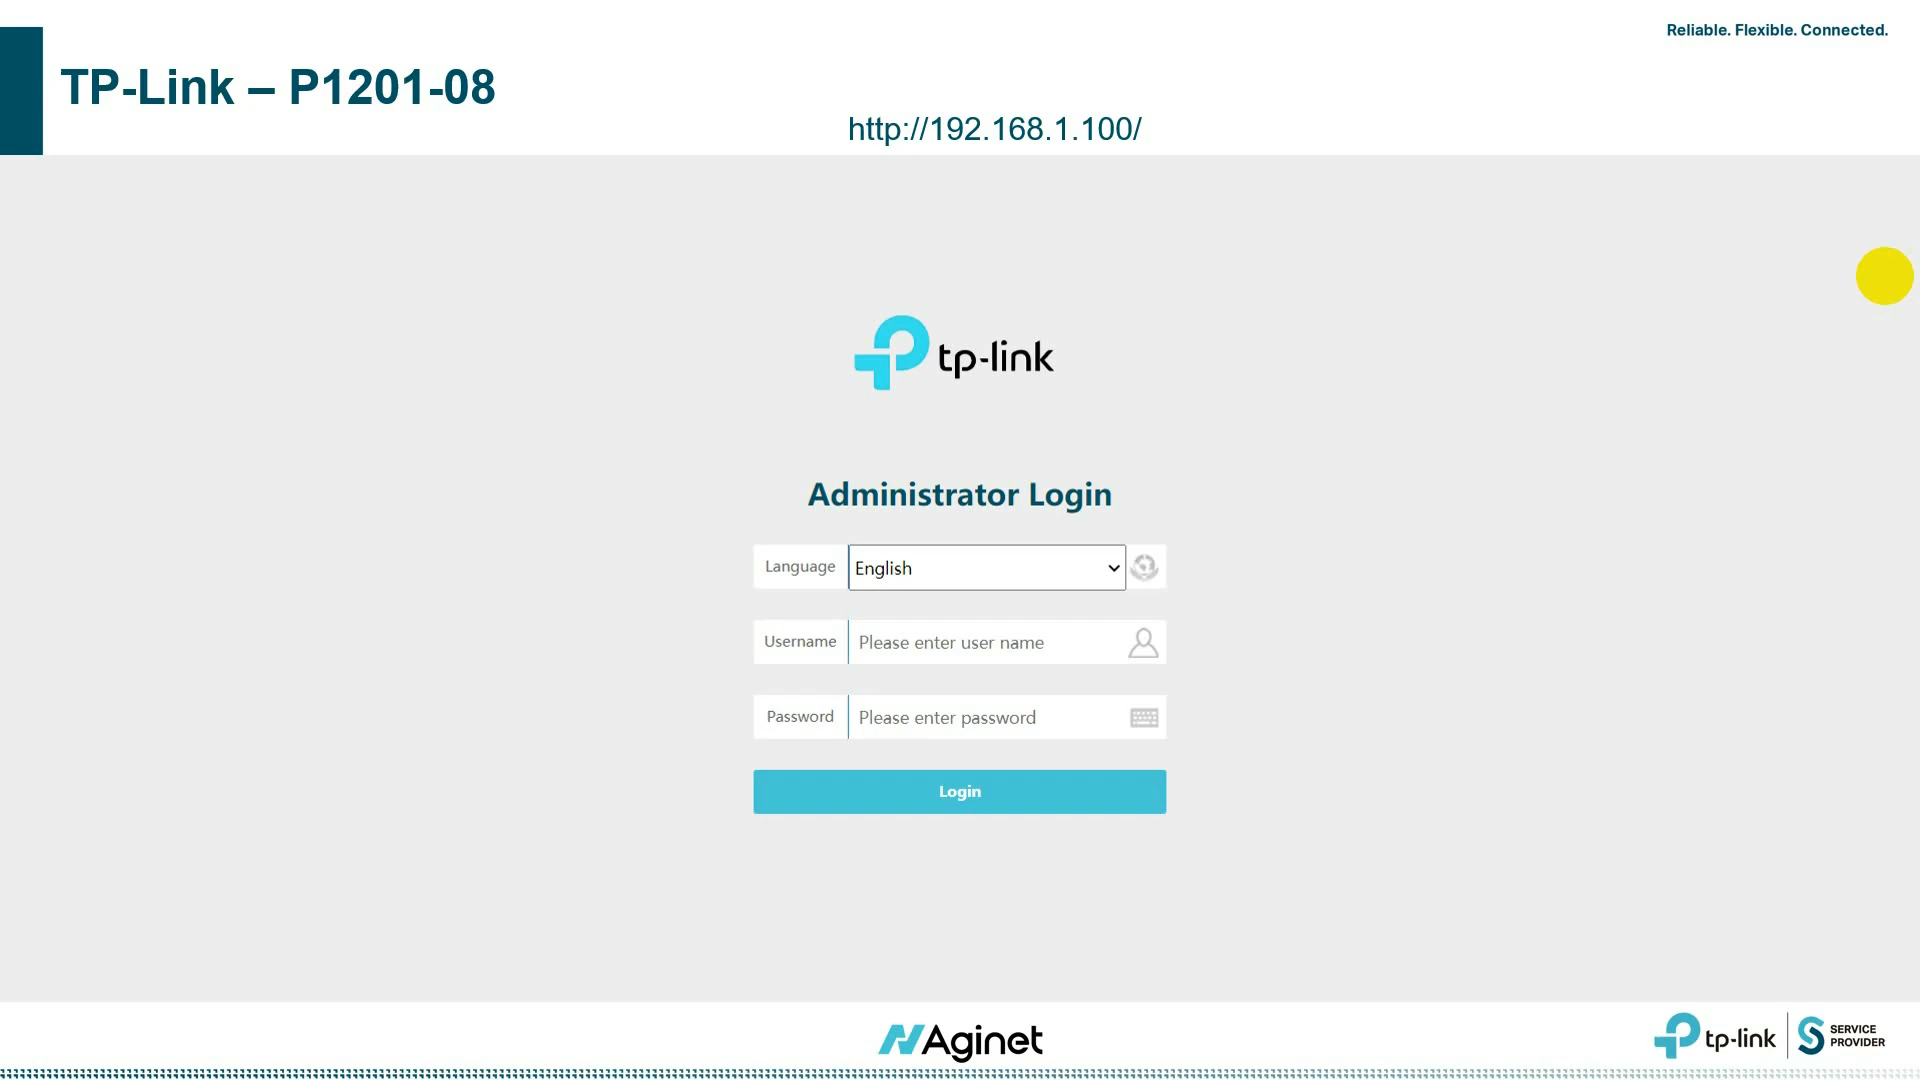 Reliable. Flexible. Connected.
TP-Link – P1201-08
http://192.168.1.100/
tp-link
Administrator Login
Language English
Username Please enter user name
Password Please enter password
Login
Aginet
tp-link SERVICE PROVIDER